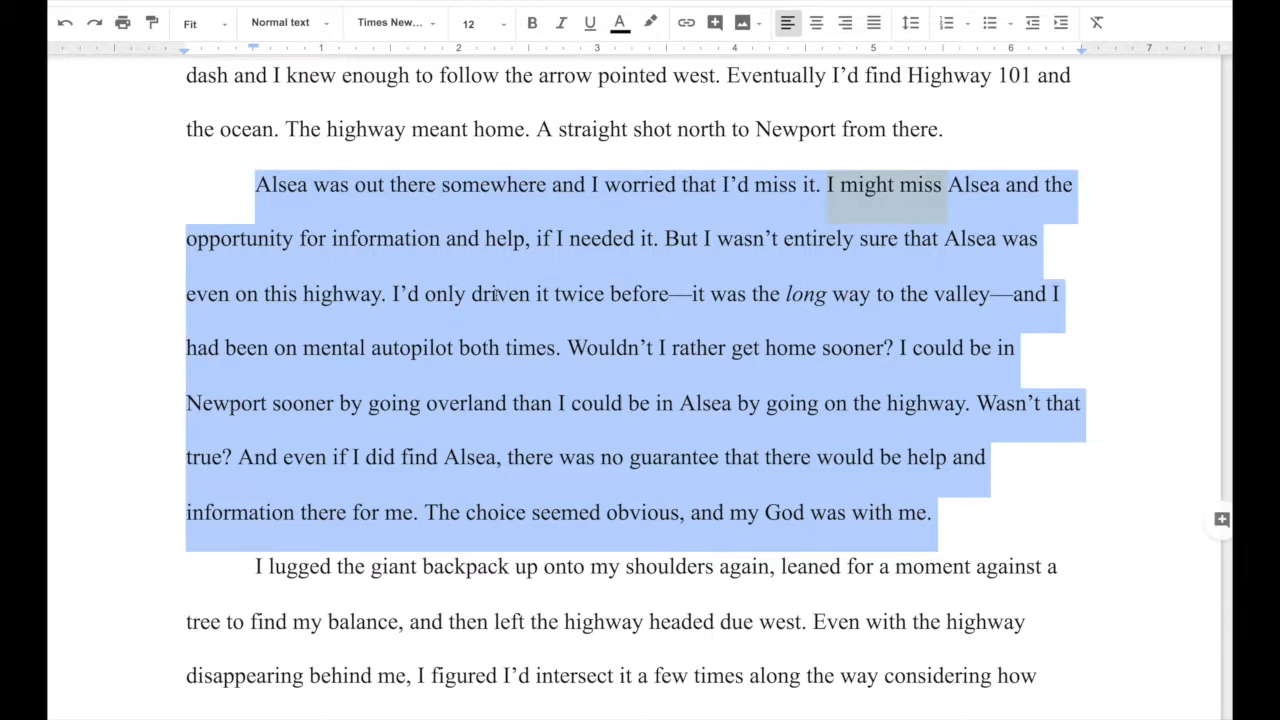 Fit Normal text Times New... 12 B I U A
1 2 3 4 5 6 7
dash and I knew enough to follow the arrow pointed west. Eventually I’d find Highway 101 and
the ocean. The highway meant home. A straight shot north to Newport from there.
Alsea was out there somewhere and I worried that I’d miss it. I might miss Alsea and the
opportunity for information and help, if I needed it. But I wasn’t entirely sure that Alsea was
even on this highway. I’d only driven it twice before—it was the long way to the valley—and I
had been on mental autopilot both times. Wouldn’t I rather get home sooner? I could be in
Newport sooner by going overland than I could be in Alsea by going on the highway. Wasn’t that
true? And even if I did find Alsea, there was no guarantee that there would be help and
information there for me. The choice seemed obvious, and my God was with me.
I lugged the giant backpack up onto my shoulders again, leaned for a moment against a
tree to find my balance, and then left the highway headed due west. Even with the highway
disappearing behind me, I figured I’d intersect it a few times along the way considering how